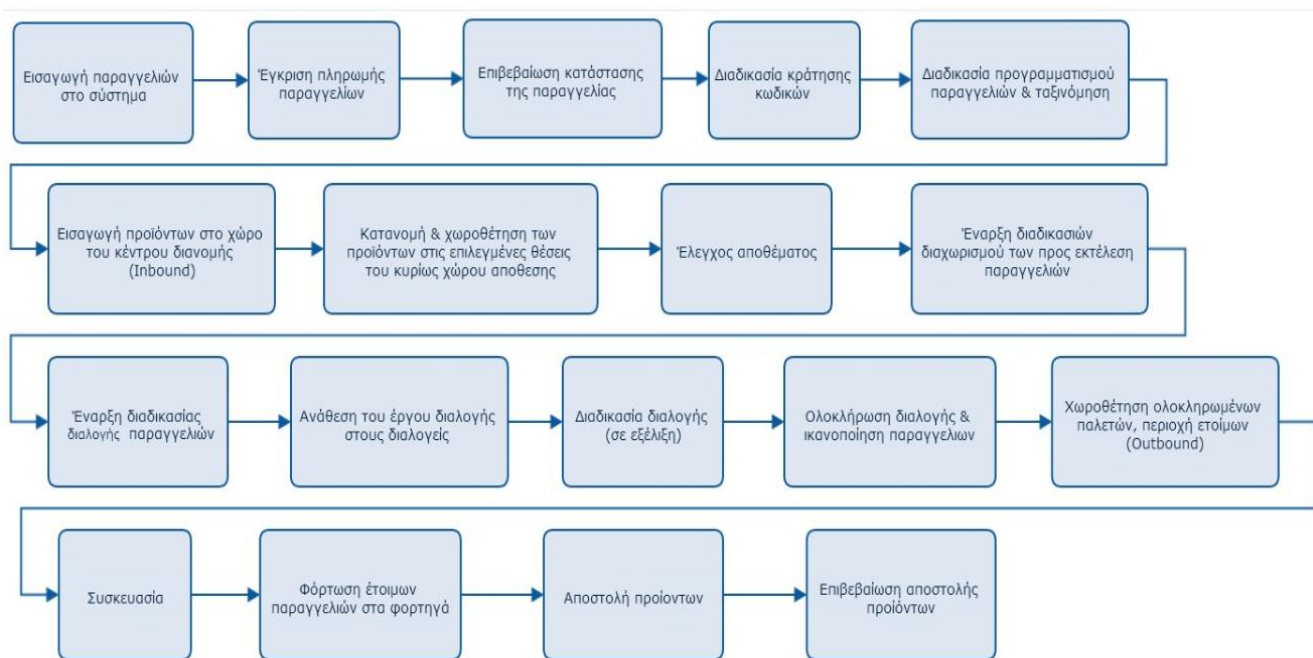 Εισαγωγή παραγγελιών
στο σύστημα
Έγκριση πληρωμής
παραγγελίων
Επιβεβαίωση κατάστασης
της παραγγελίας
Διαδικασία κράτησης
κωδικών
Διαδικασία προγραμματισμού
παραγγελιών & ταξινόμηση
Εισαγωγή προϊόντων στο χώρο
του κέντρου διανομής
(Inbound)
Κατανομή & χωροθέτηση των
προϊόντων στις επιλεγμένες θέσεις
του κυρίως χώρου αποθεσης
Έλεγχος αποθέματος
Έναρξη διαδικασιών
διαχωρισμού των προς εκτέλεση
παραγγελιών
Έναρξη διαδικασίας
διαλογής παραγγελιών
Ανάθεση του έργου διαλογής
στους διαλογείς
Διαδικασία διαλογής
(σε εξέλιξη)
Ολοκλήρωση διαλογής &
ικανοποίηση παραγγελιων
Χωροθέτηση ολοκληρωμένων
παλετών, περιοχή ετοίμων
(Outbound)
Συσκευασία
Φόρτωση έτοιμων
παραγγελιών στα φορτηγά
Αποστολή προίοντων
Επιβεβαίωση αποστολής
προϊόντων